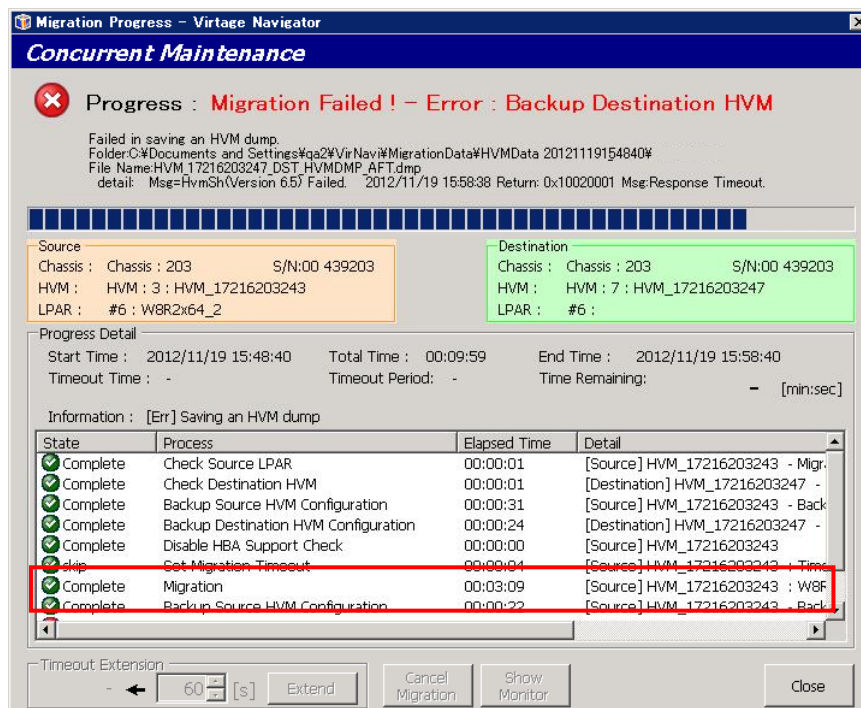 Migration Progress - Virtage Navigator
Concurrent Maintenance
Progress : Migration Failed ! - Error : Backup Destination HVM
Failed in saving an HVM dump.
Folder:C:¥Documents and Settings¥qa2¥VirNavi¥MigrationData¥HVMData 20121119154840¥
File Name:HVM_17216203247_DST_HVMDMP_AFT.dmp
detail: Msg=HvmSh(Version 6.5) Failed. 2012/11/19 15:58:38 Return: 0x10020001 Msg:Response Timeout.
Source
Chassis : Chassis : 203 S/N:00 439203
HVM : HVM : 3 : HVM_17216203243
LPAR : #6 : W8R2x64_2
Destination
Chassis : Chassis : 203 S/N:00 439203
HVM : HVM : 7 : HVM_17216203247
LPAR : #6 :
Progress Detail
Start Time : 2012/11/19 15:48:40 Total Time : 00:09:59 End Time : 2012/11/19 15:58:40
Timeout Time : - Timeout Period: - Time Remaining: - [min:sec]
Information : [Err] Saving an HVM dump
State Process Elapsed Time Detail
Complete Check Source LPAR 00:00:01 [Source] HVM_17216203243 - Migr
Complete Check Destination HVM 00:00:01 [Destination] HVM_17216203247 -
Complete Backup Source HVM Configuration 00:00:31 [Source] HVM_17216203243 - Back
Complete Backup Destination HVM Configuration 00:00:24 [Destination] HVM_17216203247 -
Complete Disable HBA Support Check 00:00:00 [Source] HVM_17216203243
skip Set Migration Timeout 00:00:04 [Source] HVM_17216203243 : Time
Complete Migration 00:03:09 [Source] HVM_17216203243 : W8R
Complete Backup Source HVM Configuration 00:00:22 [Source] HVM_17216203243 - Back
Timeout Extension
- 60 [s] Extend
Cancel Migration
Show Monitor
Close